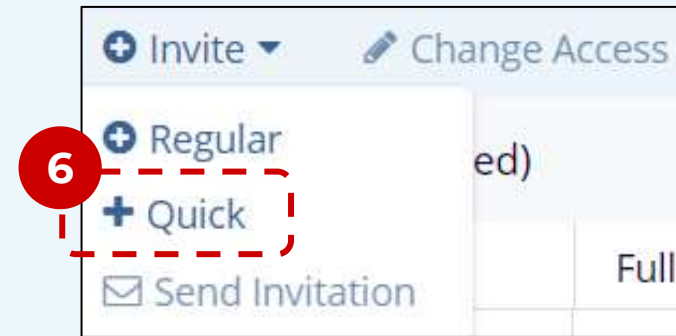 Invite Change Access
Regular
6
ed)
Quick
Full
Send Invitation